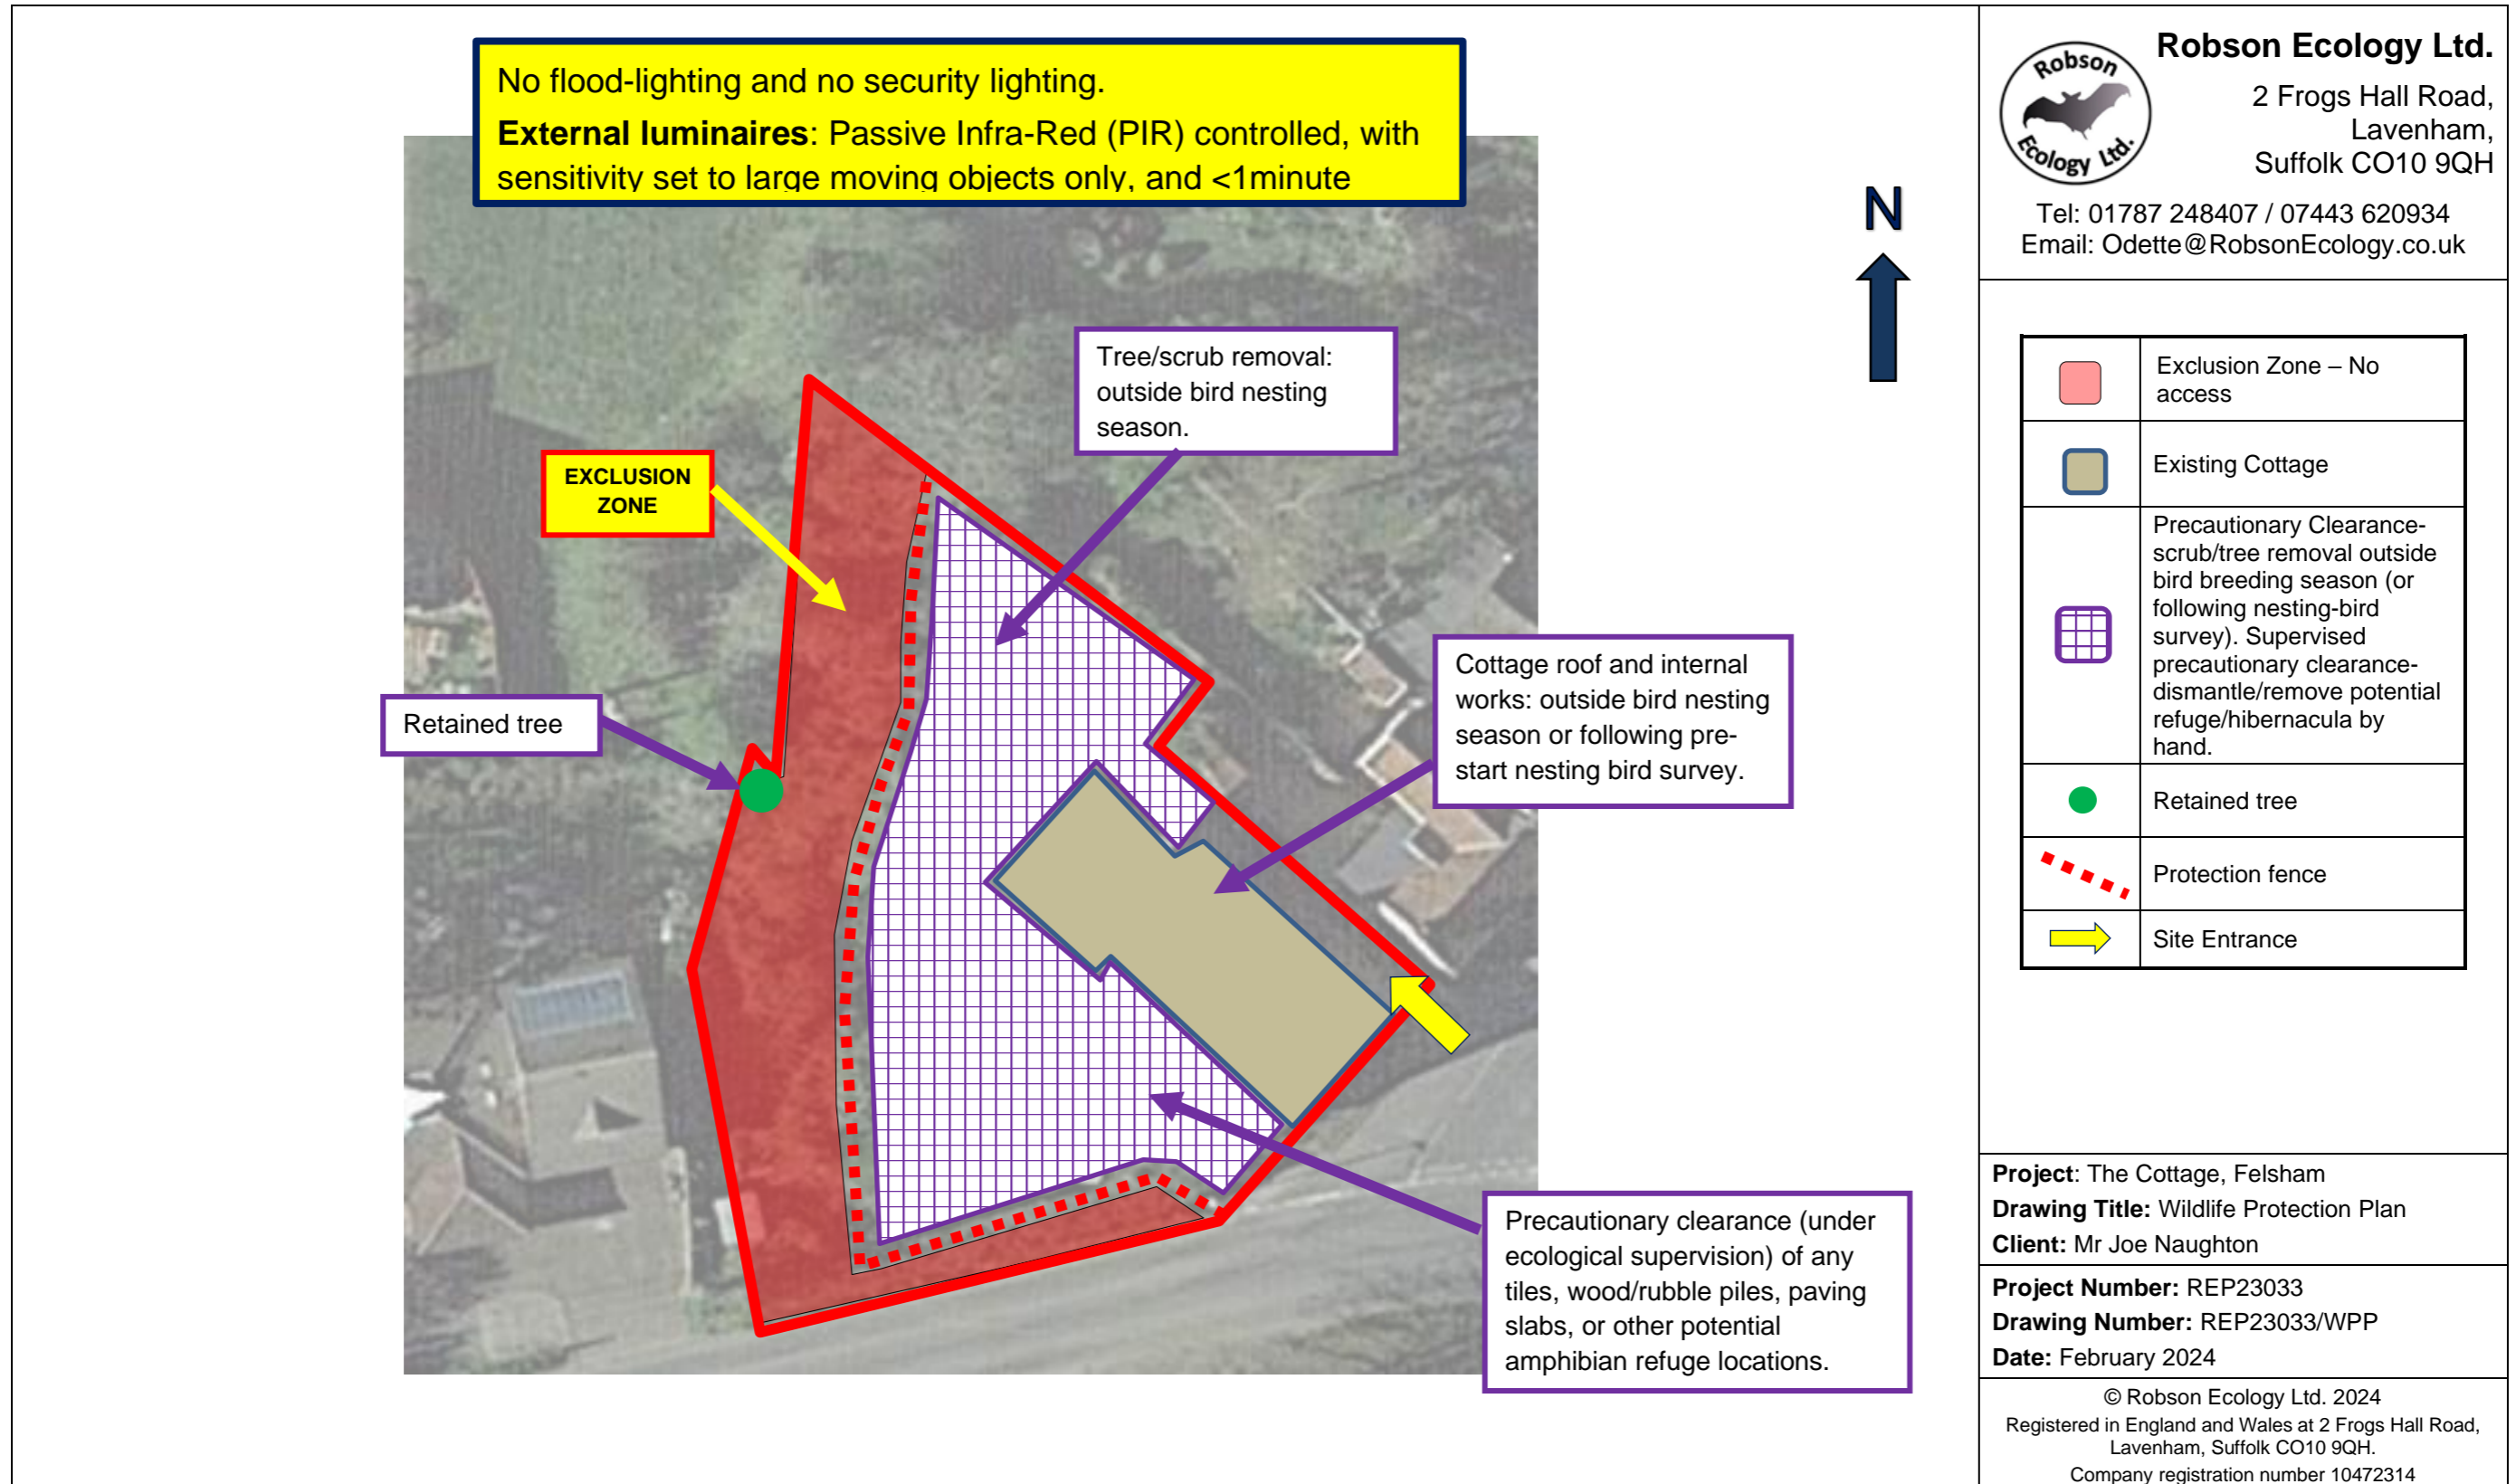 No flood-lighting and no security lighting.
External luminaires: Passive Infra-Red (PIR) controlled, with
sensitivity set to large moving objects only, and <1minute
N
Tree/scrub removal:
outside bird nesting
season.
EXCLUSION
ZONE
Retained tree
Cottage roof and internal
works: outside bird nesting
season or following pre-
start nesting bird survey.
Precautionary clearance (under
ecological supervision) of any
tiles, wood/rubble piles, paving
slabs, or other potential
amphibian refuge locations.
Robson
Ecology Ltd.
Robson Ecology Ltd.
2 Frogs Hall Road,
Lavenham,
Suffolk CO10 9QH
Tel: 01787 248407 / 07443 620934
Email: Odette@RobsonEcology.co.uk
Exclusion Zone – No
access
Existing Cottage
Precautionary Clearance-
scrub/tree removal outside
bird breeding season (or
following nesting-bird
survey). Supervised
precautionary clearance-
dismantle/remove potential
refuge/hibernacula by
hand.
Retained tree
Protection fence
Site Entrance
Project: The Cottage, Felsham
Drawing Title: Wildlife Protection Plan
Client: Mr Joe Naughton
Project Number: REP23033
Drawing Number: REP23033/WPP
Date: February 2024
© Robson Ecology Ltd. 2024
Registered in England and Wales at 2 Frogs Hall Road,
Lavenham, Suffolk CO10 9QH.
Company registration number 10472314